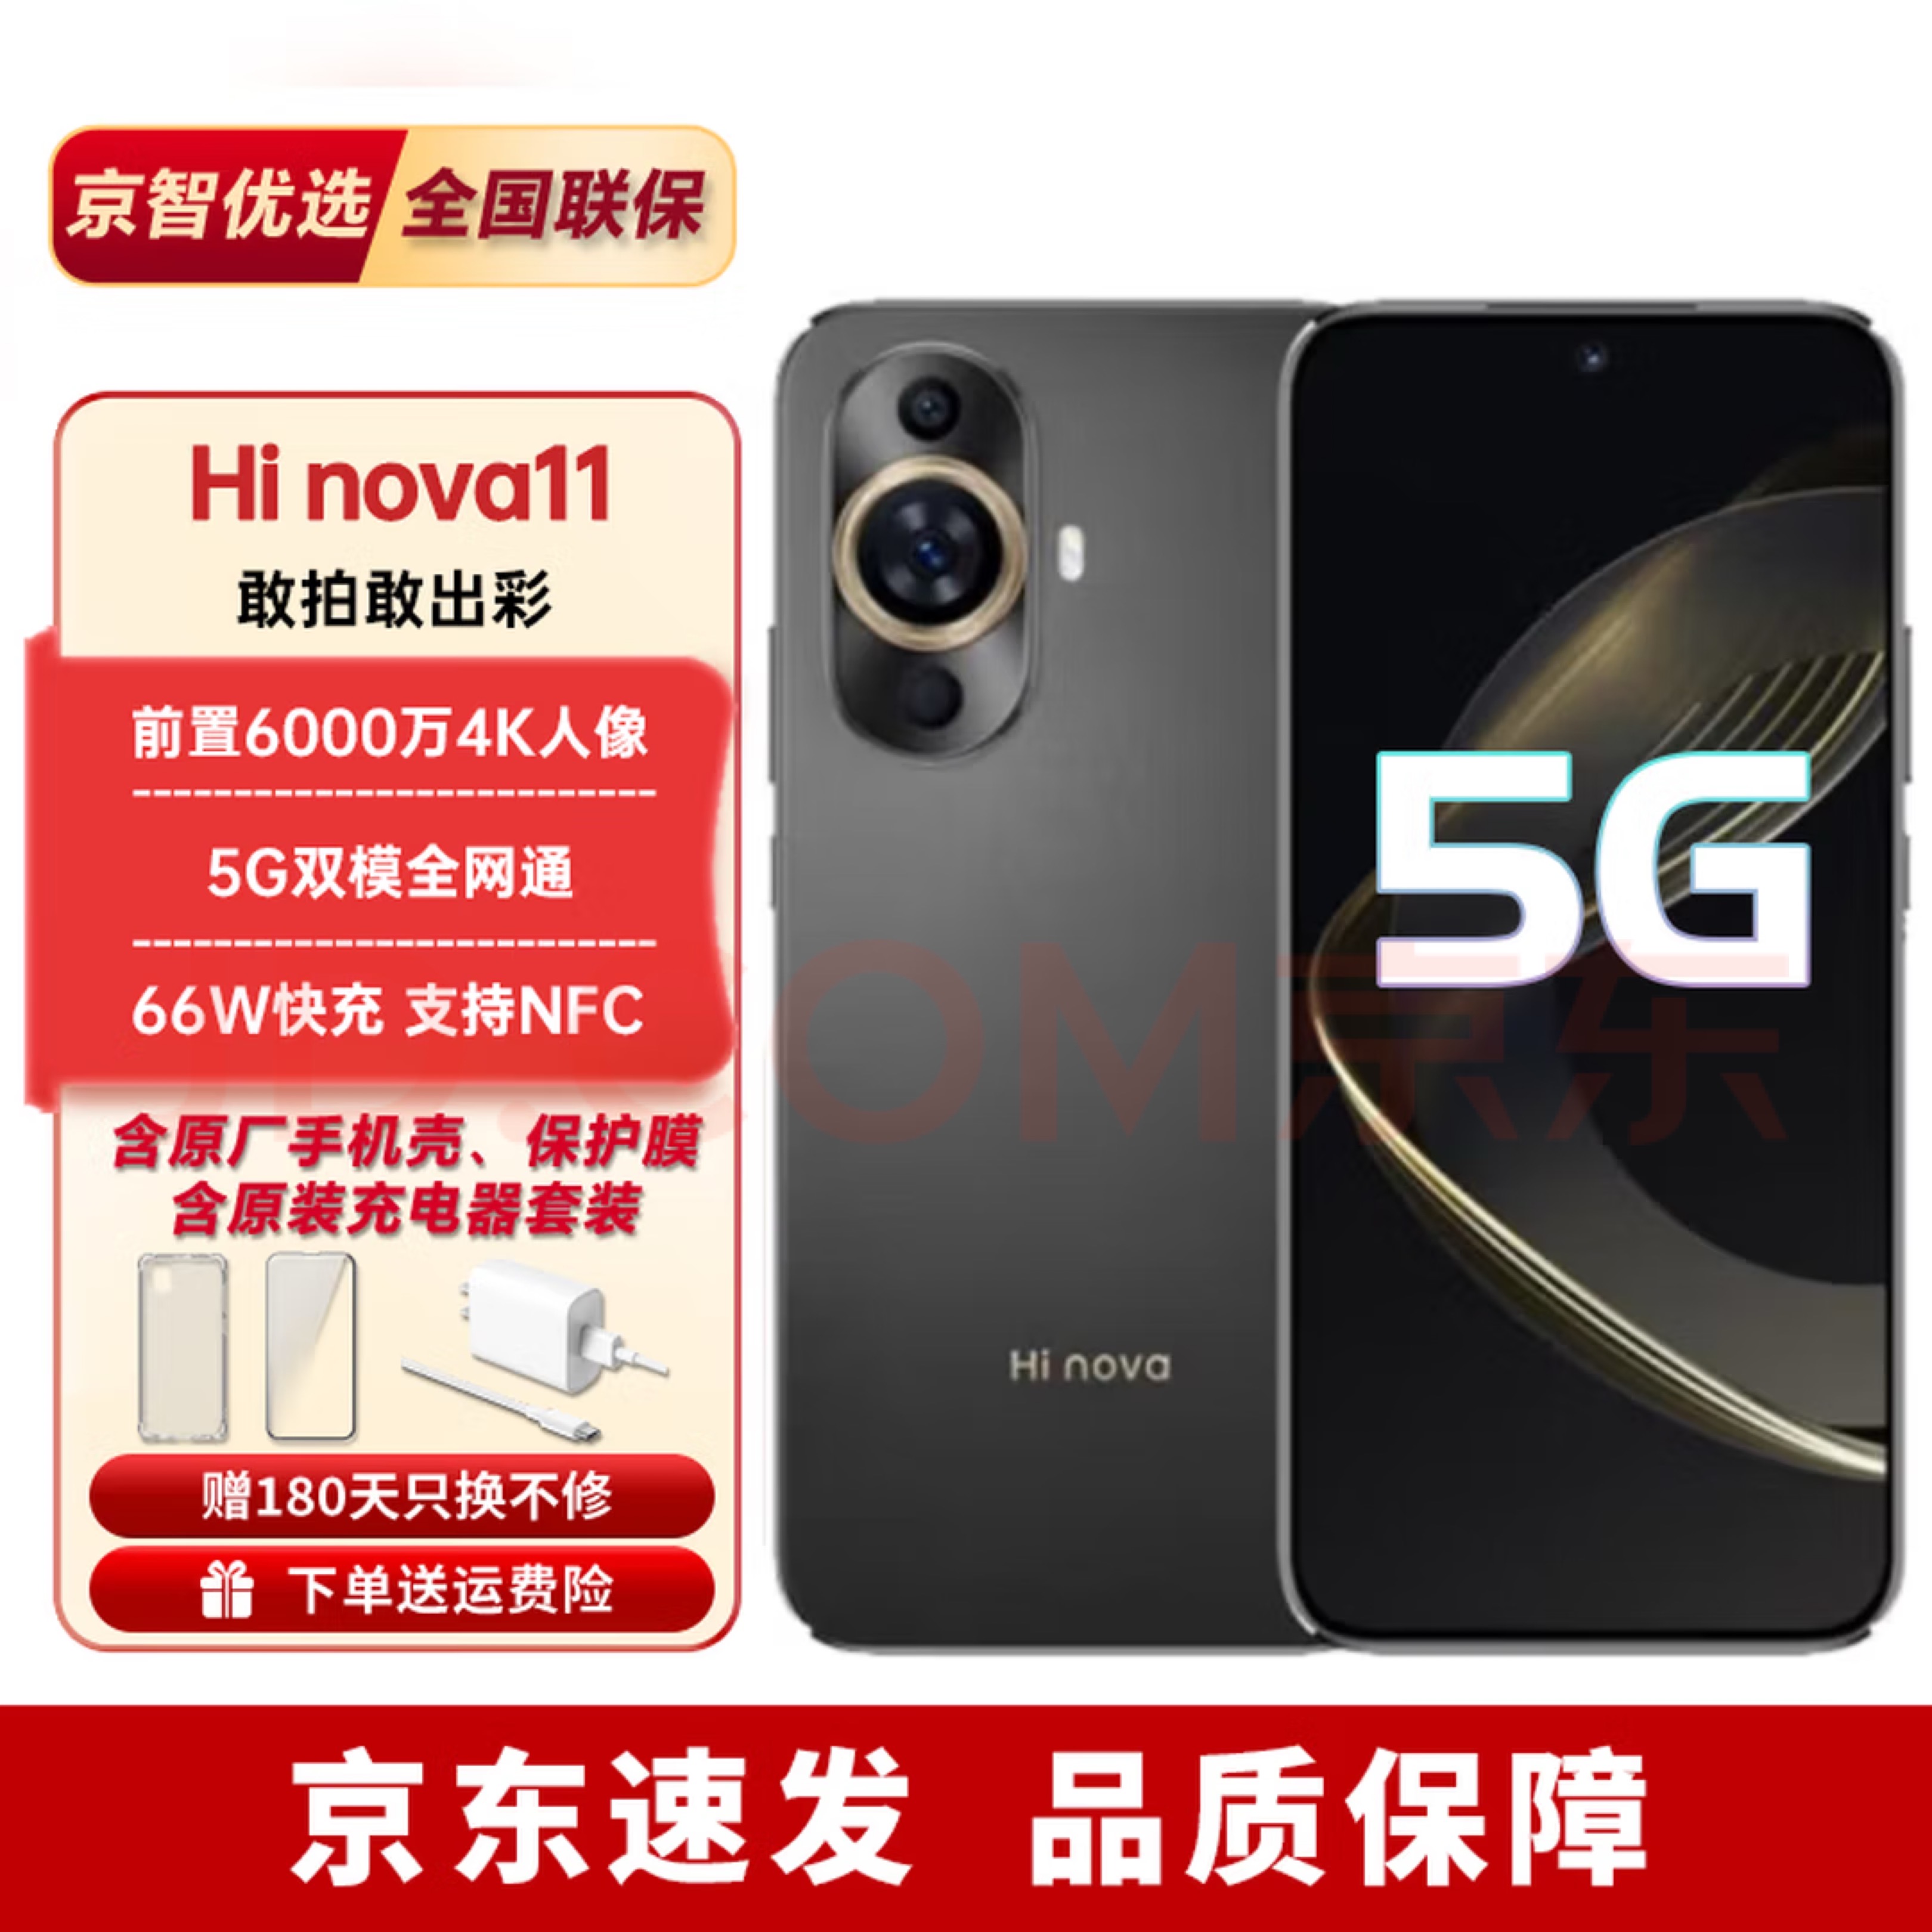 京智优选 全国联保
Hi nova11
敢拍敢出彩
前置6000万4K人像
5G双模全网通
66W快充 支持NFC
含原厂手机壳、保护膜
含原装充电器套装
赠180天只换不修
下单送运费险
Hi nova
5G
JD.COM京东
京东速发 品质保障